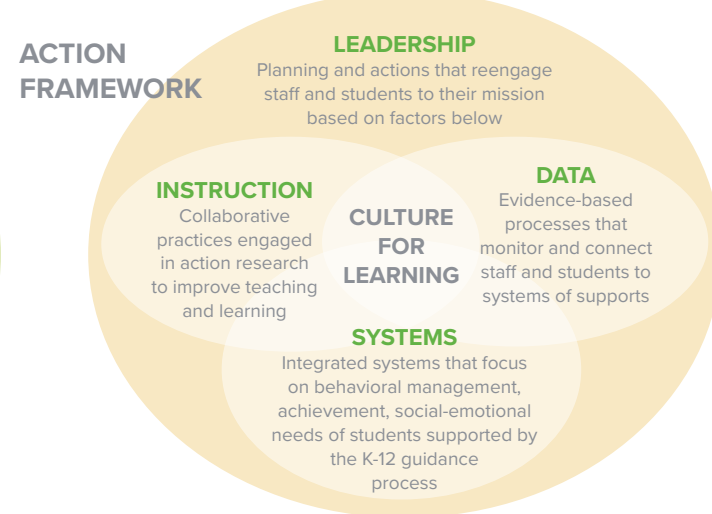 ACTION
FRAMEWORK
LEADERSHIP
Planning and actions that reengage
staff and students to their mission
based on factors below
INSTRUCTION
Collaborative
practices engaged
in action research
to improve teaching
and learning
CULTURE
FOR
LEARNING
DATA
Evidence-based
processes that
monitor and connect
staff and students to
systems of supports
SYSTEMS
Integrated systems that focus
on behavioral management,
achievement, social-emotional
needs of students supported by
the K-12 guidance
process